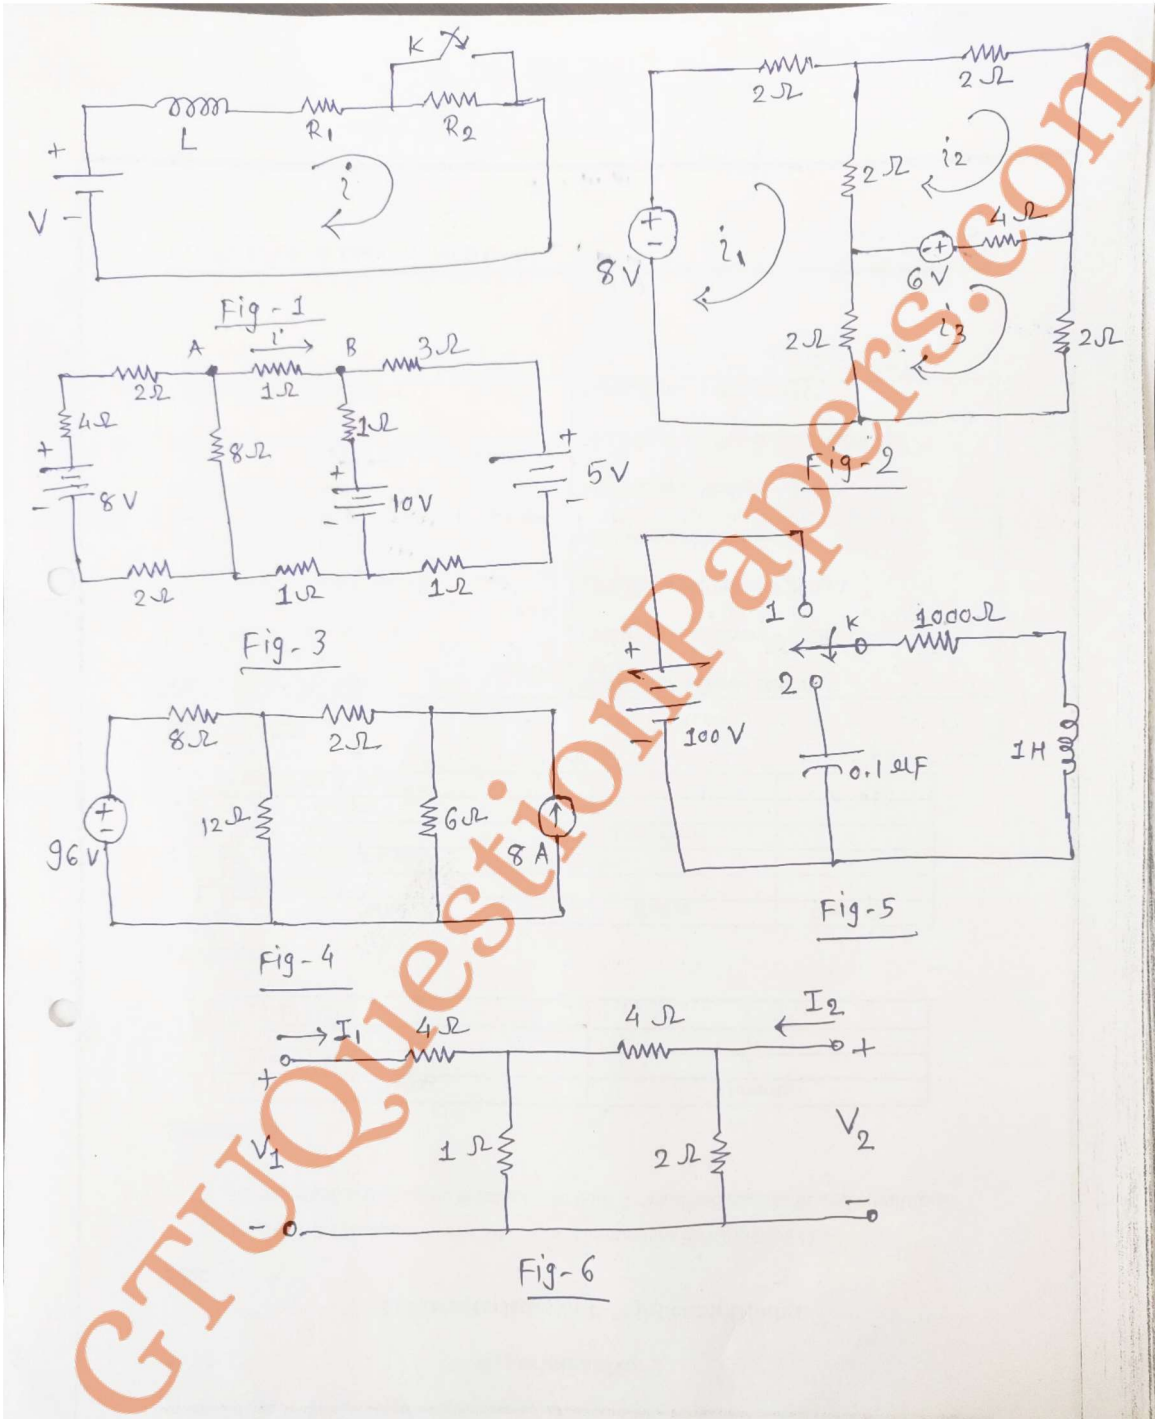 K
L
R1
R2
+
V -
i
Fig-1
2Ω
2Ω
2Ω
i2
4Ω
+
-
8V
i1
- +
6V
2Ω
i3
2Ω
Fig-2
A
i
B
3Ω
2Ω
1Ω
4Ω
8Ω
1Ω
+
-
8V
+
-
10V
+
-
5V
2Ω
1Ω
1Ω
Fig-3
8Ω
2Ω
+
-
96V
12Ω
6Ω
8A
Fig-4
1
K
1000Ω
2
+
-
100V
0.1μF
1H
Fig-5
I1
4Ω
4Ω
I2
+
+
V1
1Ω
2Ω
V2
-
-
Fig-6
GTUQuestionPapers.com